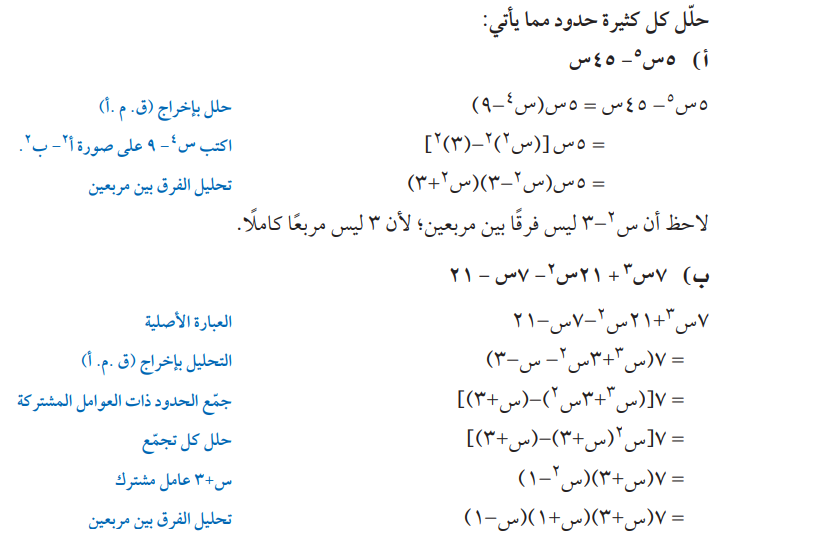 حلّل كل كثيرة حدود مما يأتي:
أ) ٥س⁵– ٤٥س
٥س⁵– ٤٥س = ٥س(س⁴–٩) حلل بإخراج (ق. م .أ)
= ٥س[(س²)²–(٣)²] اكتب س⁴– ٩ على صورة أ²– ب².
= ٥س(س²–٣)(س²+٣) تحليل الفرق بين مربعين
لاحظ أن س²–٣ ليس فرقًا بين مربعين؛ لأن ٣ ليس مربعًا كاملًا.
ب) ٧س³ + ٢١س²– ٧س – ٢١
٧س³+٢١س²–٧س–٢١ العبارة الأصلية
= ٧(س³+٣س²– س–٣) التحليل بإخراج (ق .م. أ)
= ٧[(س³+٣س²)–(س+٣)] جمّع الحدود ذات العوامل المشتركة
= ٧[س²(س+٣)–(س+٣)] حلل كل تجمّع
= ٧(س+٣)(س²–١) س+٣ عامل مشترك
= ٧(س+٣)(س+١)(س–١) تحليل الفرق بين مربعين